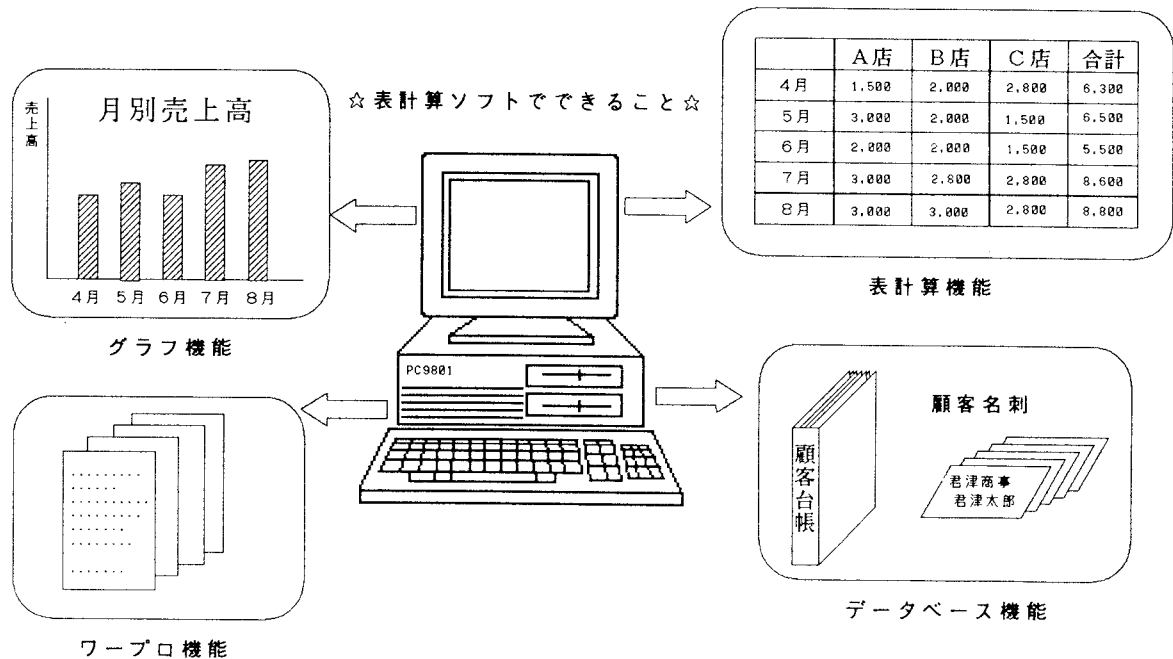 ☆表計算ソフトでできること☆
売上高
月別売上高
4月 5月 6月 7月 8月
グラフ機能
A店 B店 C店 合計
4月 1,500 2,000 2,800 6,300
5月 3,000 2,000 1,500 6,500
6月 2,000 2,000 1,500 5,500
7月 3,000 2,800 2,800 8,600
8月 3,000 3,000 2,800 8,800
表計算機能
PC9801
ワープロ機能
顧客台帳
顧客名刺
君津商事
君津太郎
データベース機能